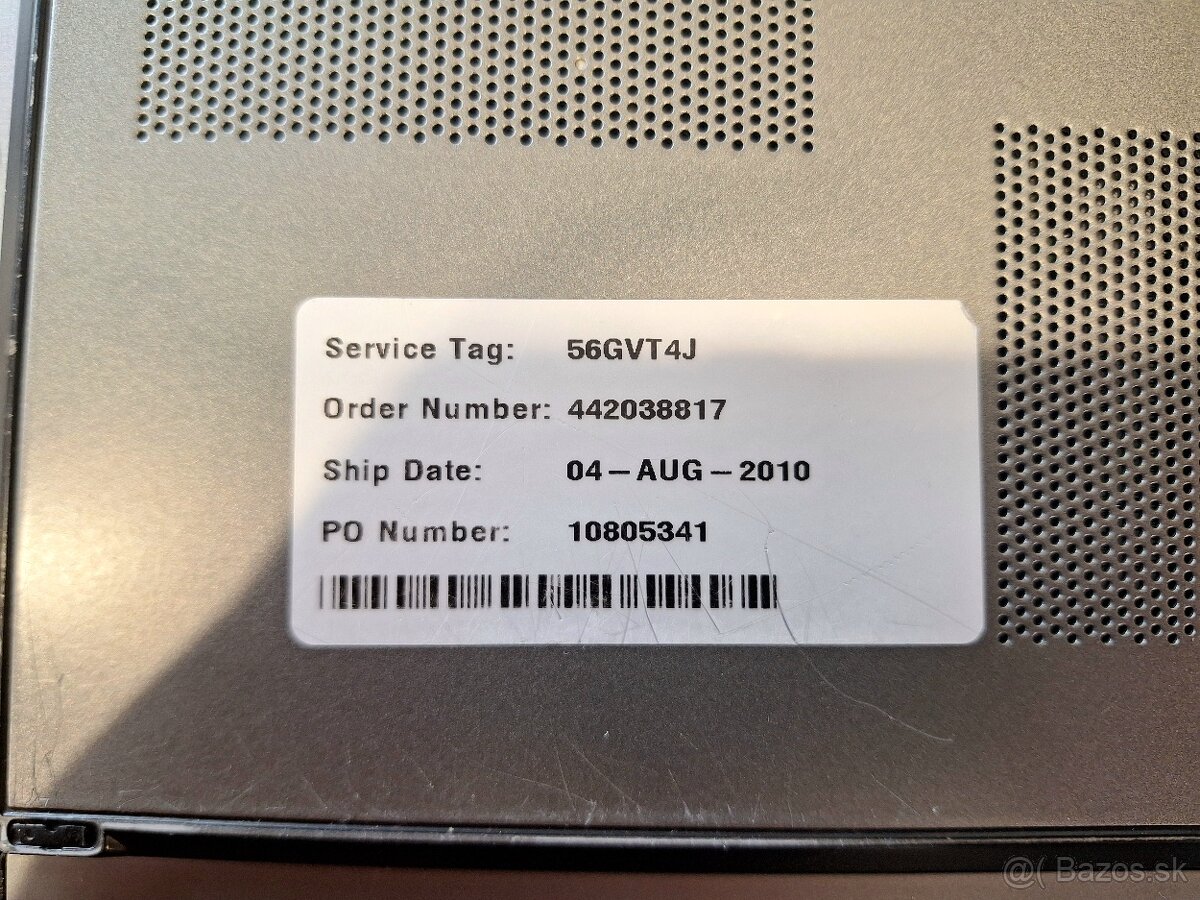 Service Tag: 56GVT4J
Order Number: 442038817
Ship Date: 04-AUG-2010
PO Number: 10805341
@( Bazos.sk